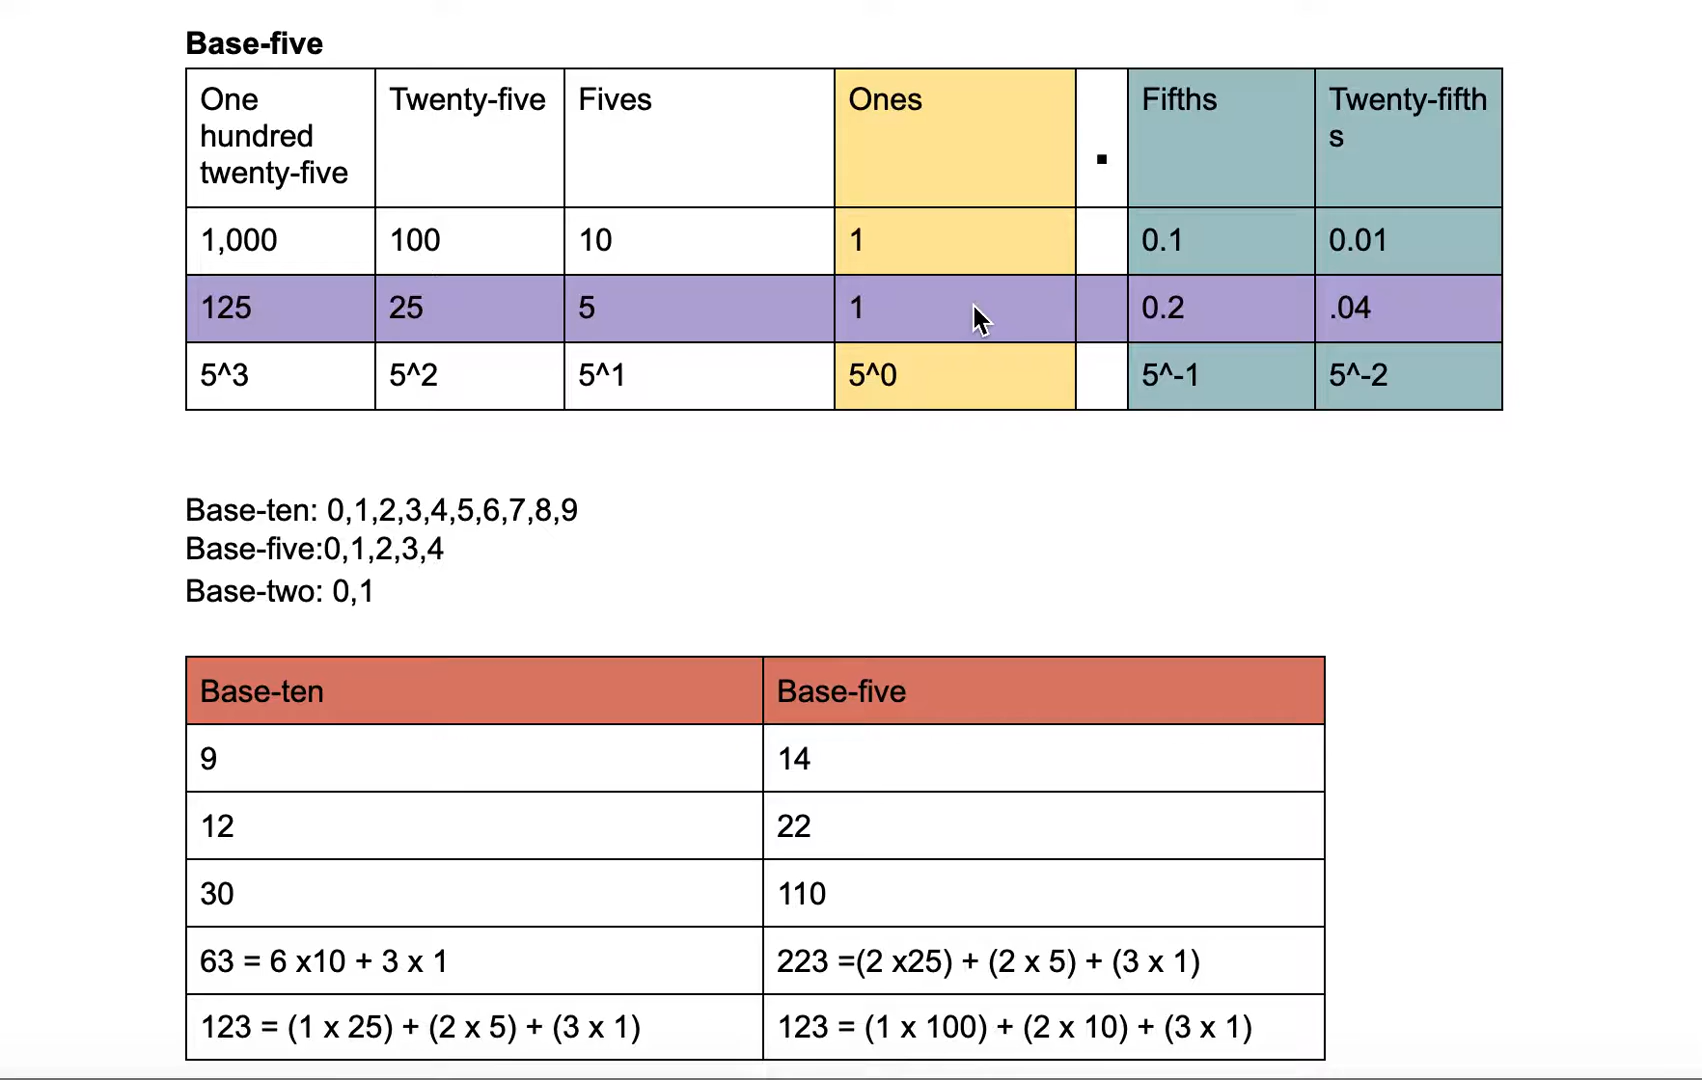 Base-five
One hundred twenty-five Twenty-five Fives Ones . Fifths Twenty-fifths
1,000 100 10 1 0.1 0.01
125 25 5 1 0.2 .04
5^3 5^2 5^1 5^0 5^-1 5^-2
Base-ten: 0,1,2,3,4,5,6,7,8,9
Base-five:0,1,2,3,4
Base-two: 0,1
Base-ten Base-five
9 14
12 22
30 110
63 = 6 x10 + 3 x 1 223 =(2 x25) + (2 x 5) + (3 x 1)
123 = (1 x 25) + (2 x 5) + (3 x 1) 123 = (1 x 100) + (2 x 10) + (3 x 1)